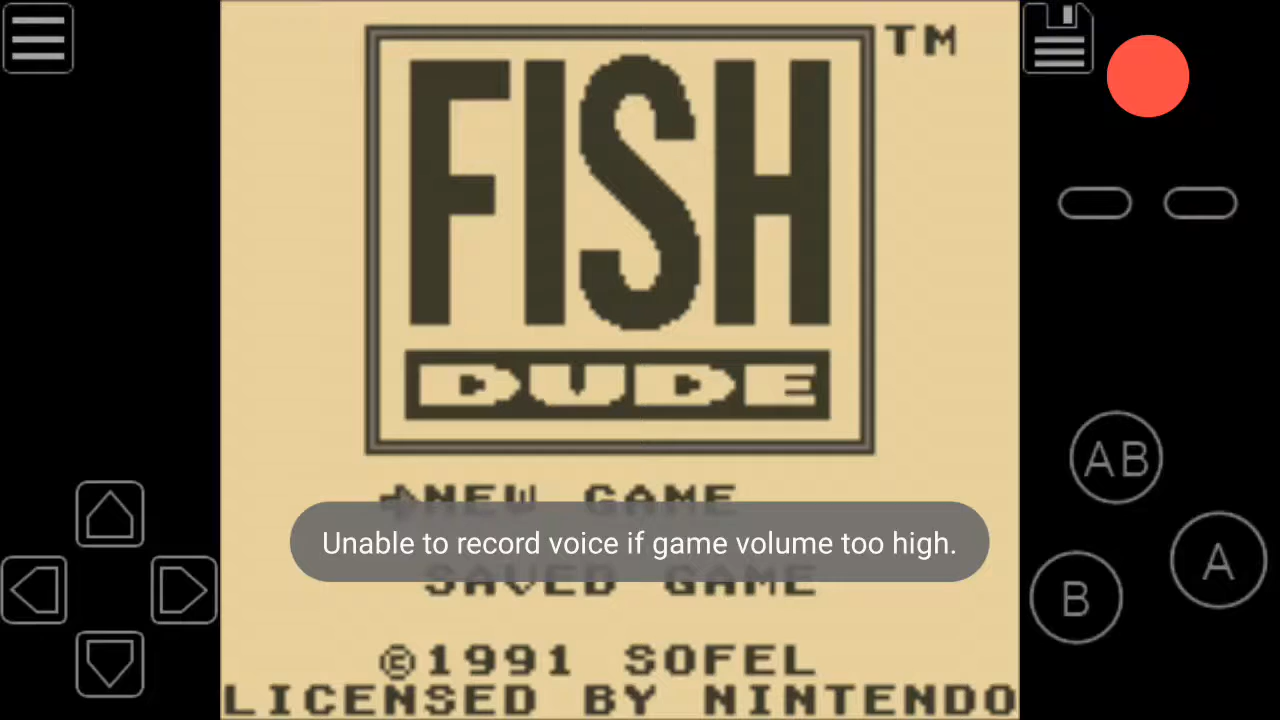 FISH
TM
DUDE
NEW GAME
Unable to record voice if game volume too high.
SAVED GAME
©1991 SOFEL
LICENSED BY NINTENDO
AB
A
B